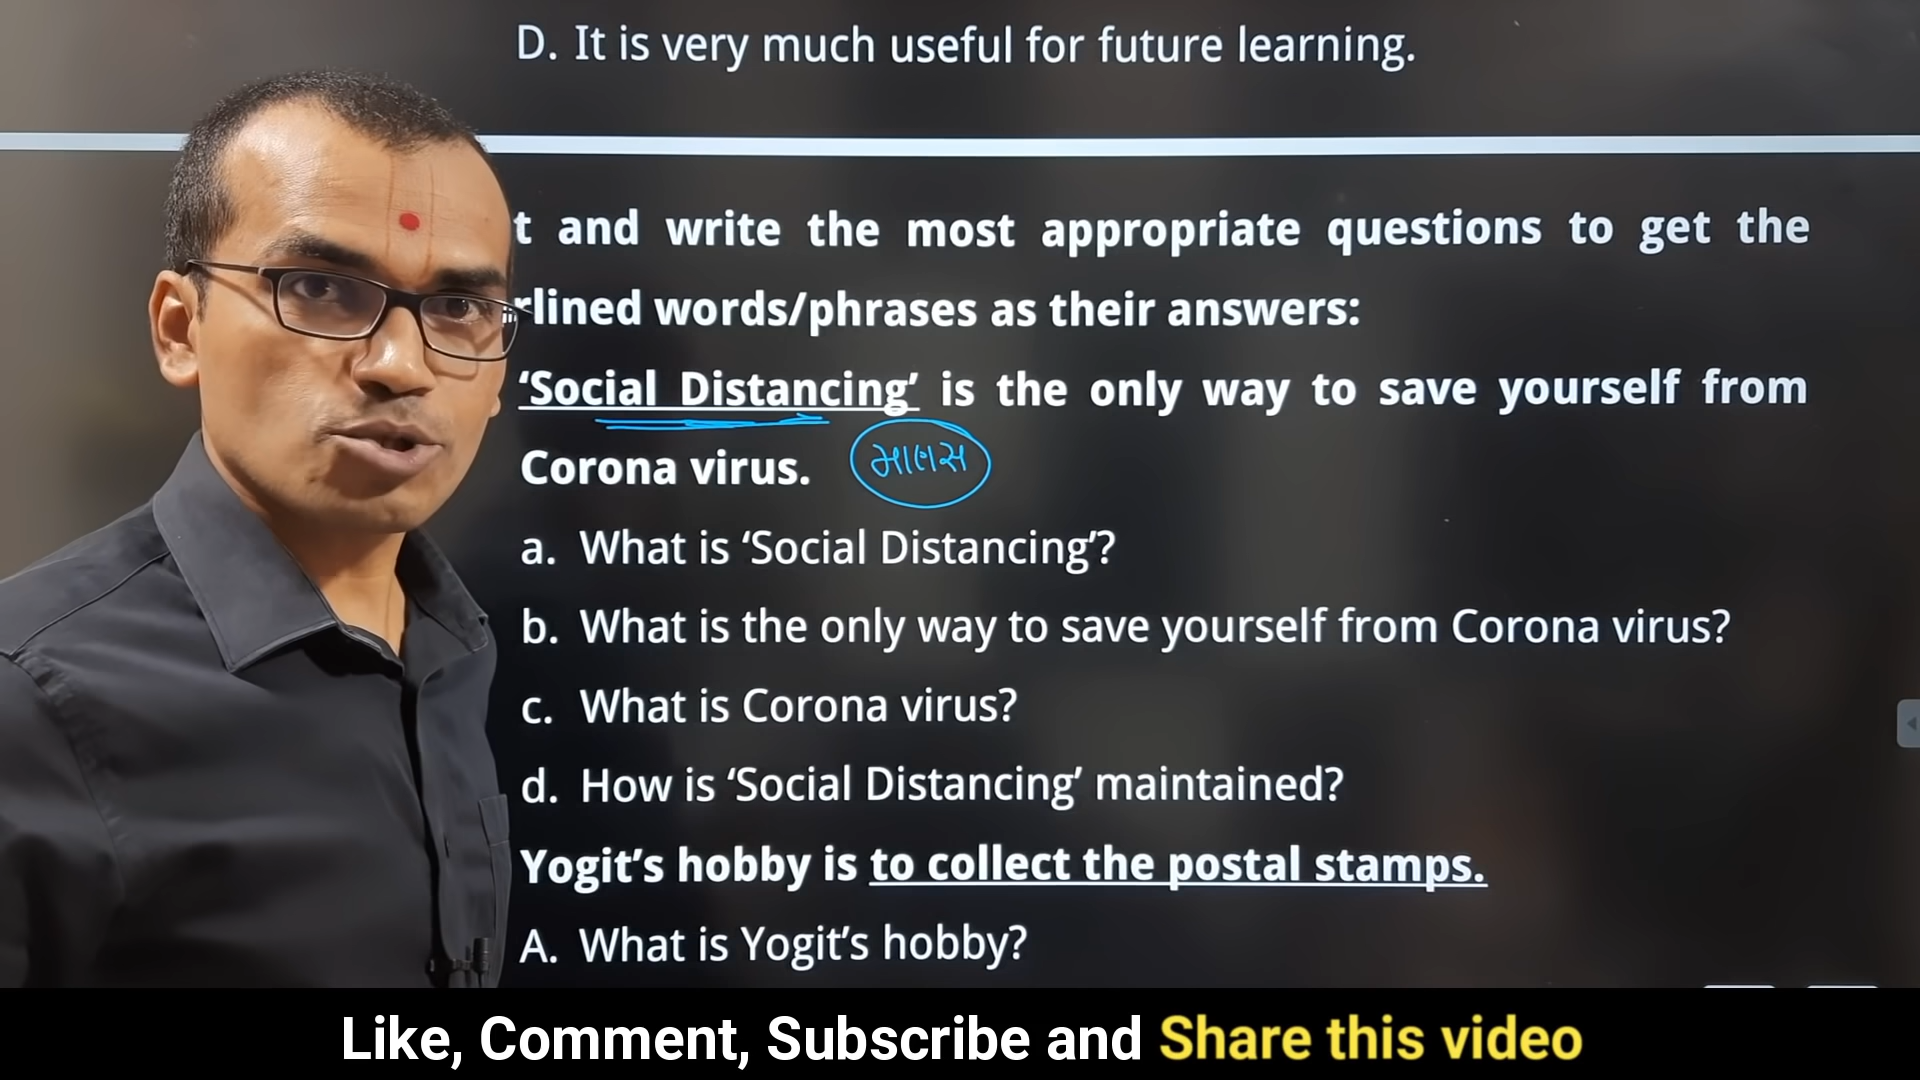 D. It is very much useful for future learning.
t and write the most appropriate questions to get the
rlined words/phrases as their answers:
‘Social Distancing’ is the only way to save yourself from
Corona virus. માણસ
a. What is ‘Social Distancing’?
b. What is the only way to save yourself from Corona virus?
c. What is Corona virus?
d. How is ‘Social Distancing’ maintained?
Yogit’s hobby is to collect the postal stamps.
A. What is Yogit’s hobby?
Like, Comment, Subscribe and Share this video